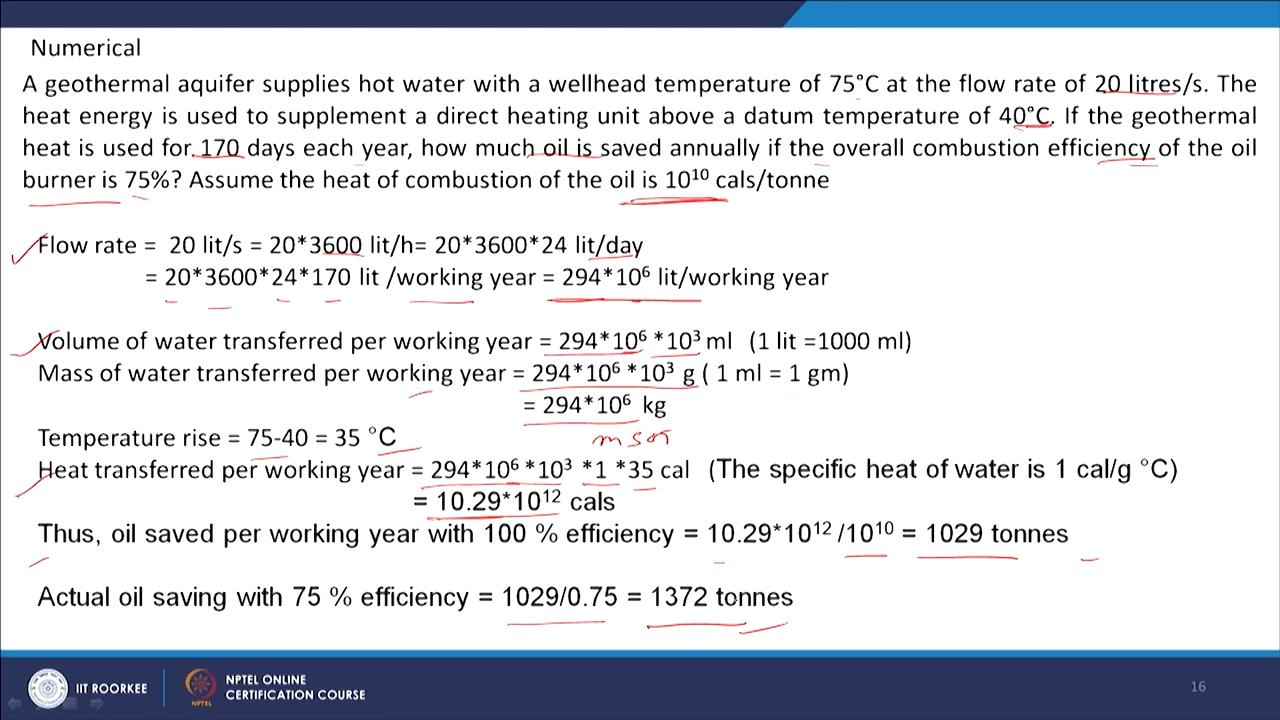 Numerical
A geothermal aquifer supplies hot water with a wellhead temperature of 75°C at the flow rate of 20 litres/s. The
heat energy is used to supplement a direct heating unit above a datum temperature of 40°C. If the geothermal
heat is used for 170 days each year, how much oil is saved annually if the overall combustion efficiency of the oil
burner is 75%? Assume the heat of combustion of the oil is 10¹⁰ cals/tonne
Flow rate = 20 lit/s = 20*3600 lit/h= 20*3600*24 lit/day
= 20*3600*24*170 lit /working year = 294*10⁶ lit/working year
Volume of water transferred per working year = 294*10⁶ *10³ ml (1 lit =1000 ml)
Mass of water transferred per working year = 294*10⁶ *10³ g ( 1 ml = 1 gm)
= 294*10⁶ kg
Temperature rise = 75-40 = 35 °C
m s
Heat transferred per working year = 294*10⁶ *10³ *1 *35 cal (The specific heat of water is 1 cal/g °C)
= 10.29*10¹² cals
Thus, oil saved per working year with 100 % efficiency = 10.29*10¹² /10¹⁰ = 1029 tonnes
Actual oil saving with 75 % efficiency = 1029/0.75 = 1372 tonnes
IIT ROORKEE
NPTEL
NPTEL ONLINE
CERTIFICATION COURSE
16